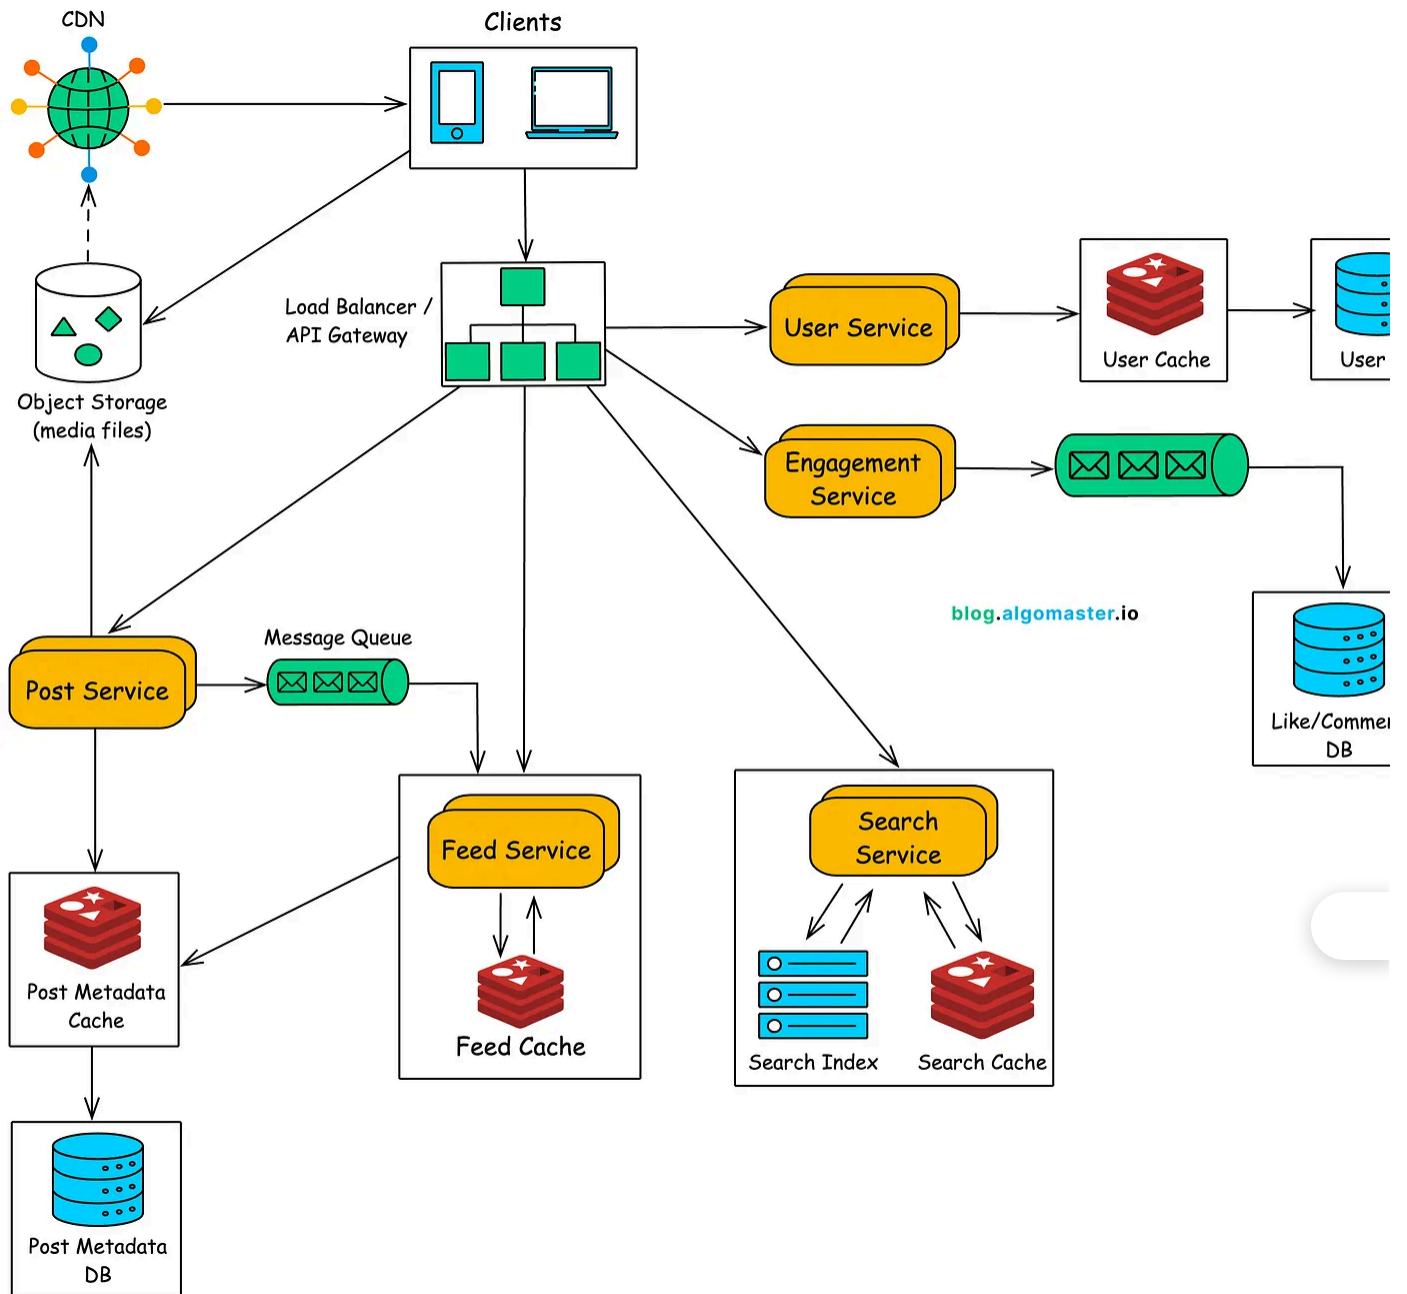 CDN
Clients
Load Balancer /
API Gateway
User Service
User Cache
User
Object Storage
(media files)
Engagement
Service
blog.algomaster.io
Message Queue
Post Service
Like/Commen
DB
Feed Service
Search
Service
Post Metadata
Cache
Feed Cache
Search Index
Search Cache
Post Metadata
DB